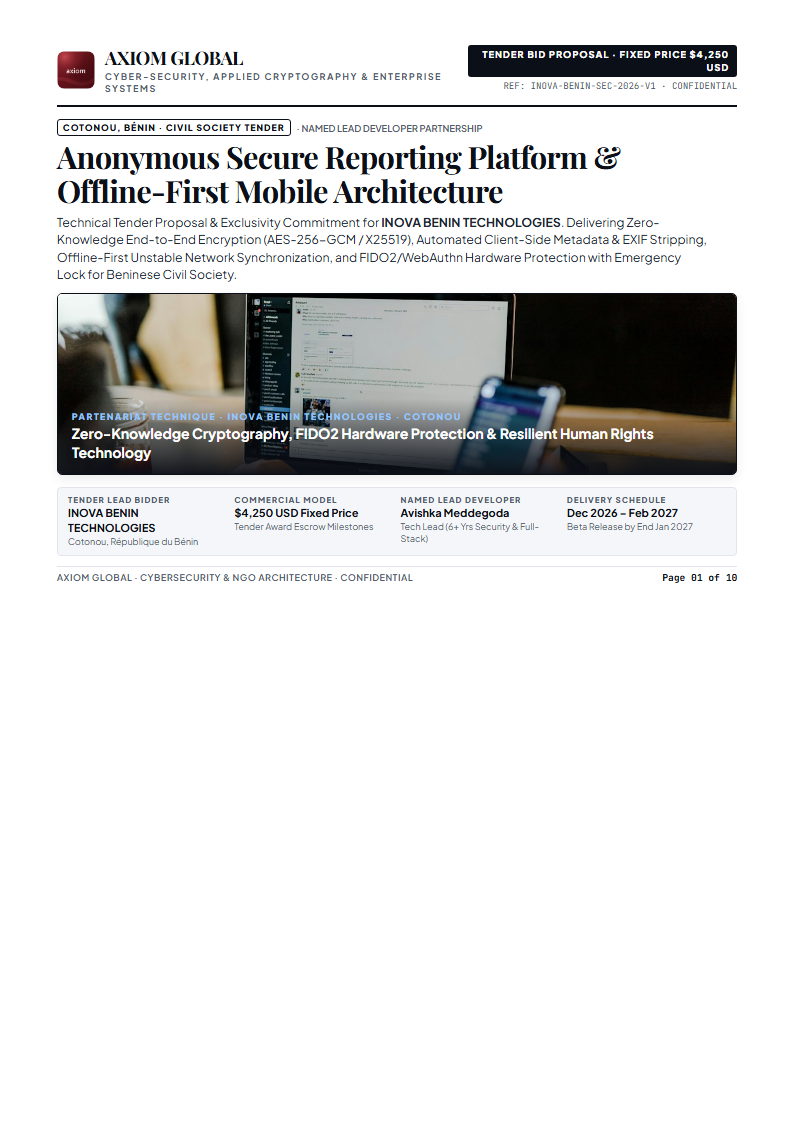 axiom
AXIOM GLOBAL
CYBER-SECURITY, APPLIED CRYPTOGRAPHY & ENTERPRISE
SYSTEMS
TENDER BID PROPOSAL · FIXED PRICE $4,250
USD
REF: INOVA-BENIN-SEC-2026-V1 · CONFIDENTIAL
COTONOU, BÉNIN · CIVIL SOCIETY TENDER · NAMED LEAD DEVELOPER PARTNERSHIP
Anonymous Secure Reporting Platform &
Offline-First Mobile Architecture
Technical Tender Proposal & Exclusivity Commitment for INOVA BENIN TECHNOLOGIES. Delivering Zero-
Knowledge End-to-End Encryption (AES-256-GCM / X25519), Automated Client-Side Metadata & EXIF Stripping,
Offline-First Unstable Network Synchronization, and FIDO2/WebAuthn Hardware Protection with Emergency
Lock for Beninese Civil Society.
PARTENARIAT TECHNIQUE · INOVA BENIN TECHNOLOGIES · COTONOU
Zero-Knowledge Cryptography, FIDO2 Hardware Protection & Resilient Human Rights
Technology
TENDER LEAD BIDDER
INOVA BENIN
TECHNOLOGIES
Cotonou, République du Bénin
COMMERCIAL MODEL
$4,250 USD Fixed Price
Tender Award Escrow Milestones
NAMED LEAD DEVELOPER
Avishka Meddegoda
Tech Lead (6+ Yrs Security & Full-
Stack)
DELIVERY SCHEDULE
Dec 2026 – Feb 2027
Beta Release by End Jan 2027
AXIOM GLOBAL · CYBERSECURITY & NGO ARCHITECTURE · CONFIDENTIAL
Page 01 of 10